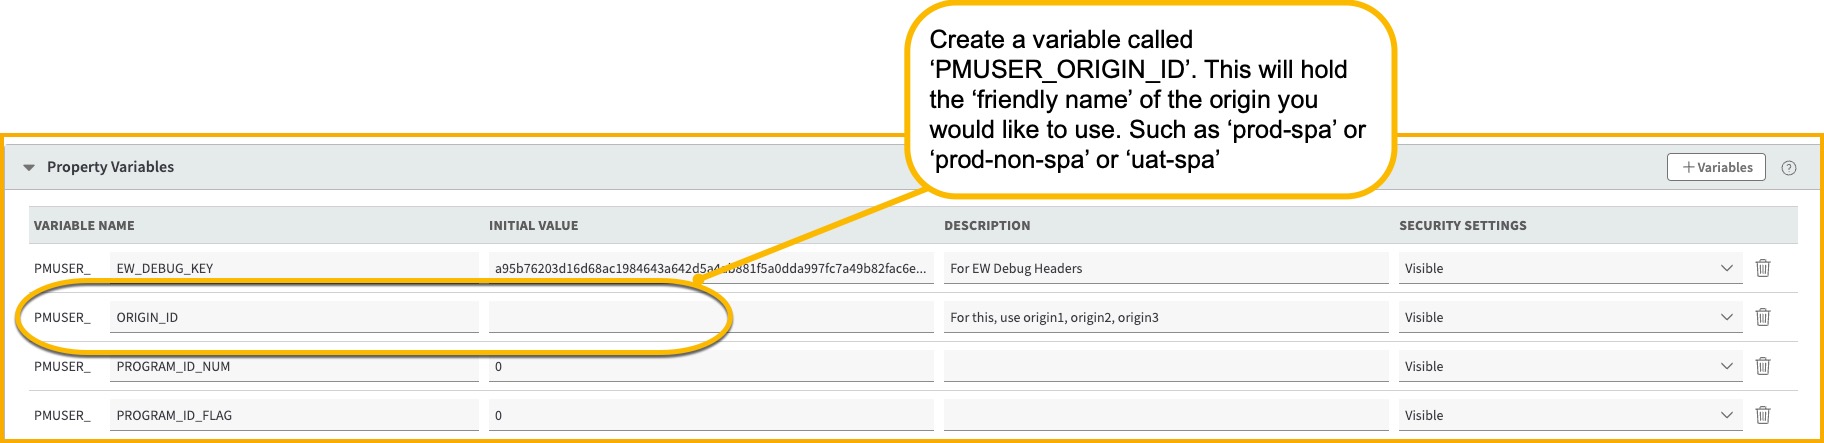 Create a variable called
‘PMUSER_ORIGIN_ID’. This will hold
the ‘friendly name’ of the origin you
would like to use. Such as ‘prod-spa’ or
‘prod-non-spa’ or ‘uat-spa’
Property Variables
+ Variables ?
VARIABLE NAME INITIAL VALUE DESCRIPTION SECURITY SETTINGS
PMUSER_ EW_DEBUG_KEY For EW Debug Headers Visible
PMUSER_ ORIGIN_ID For this, use origin1, origin2, origin3 Visible
PMUSER_ PROGRAM_ID_NUM 0 Visible
PMUSER_ PROGRAM_ID_FLAG 0 Visible